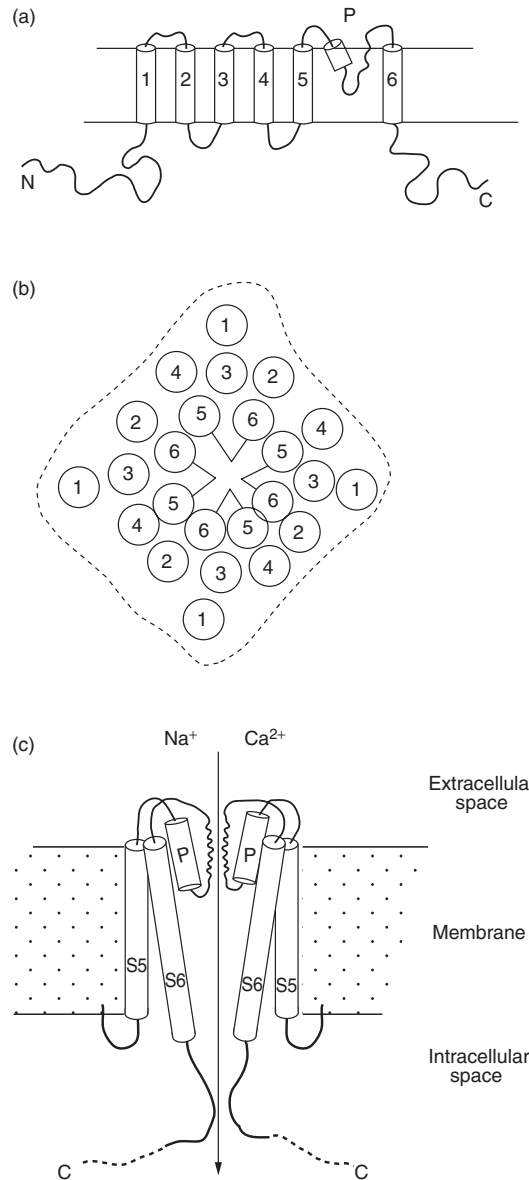 (a)
P
1 2 3 4 5 6
N
C
(b)
1
4 3 2
5 6
2 4
6 5
3 3
1 1
5 6
4 2
6 5
2 4
3
1
(c)
Na⁺ Ca²⁺
Extracellular
space
P P
Membrane
S5 S6 S6 S5
Intracellular
space
C C